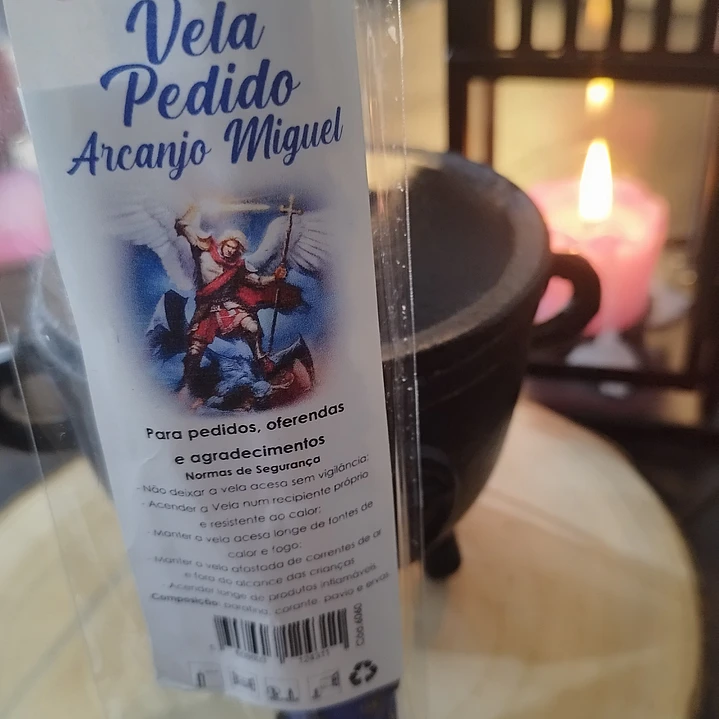 Vela
Pedido
Arcanjo Miguel
Para pedidos, oferendas
e agradecimentos
Normas de Segurança
- Não deixar a vela acesa sem vigilância;
- Acender a Vela num recipiente próprio
e resistente ao calor;
- Manter a vela acesa longe de fontes de
calor e fogo;
- Manter a vela afastada de correntes de ar
e fora do alcance das crianças
- Acender longe de produtos inflamáveis.
Composição: parafina, corante, pavio e ervas